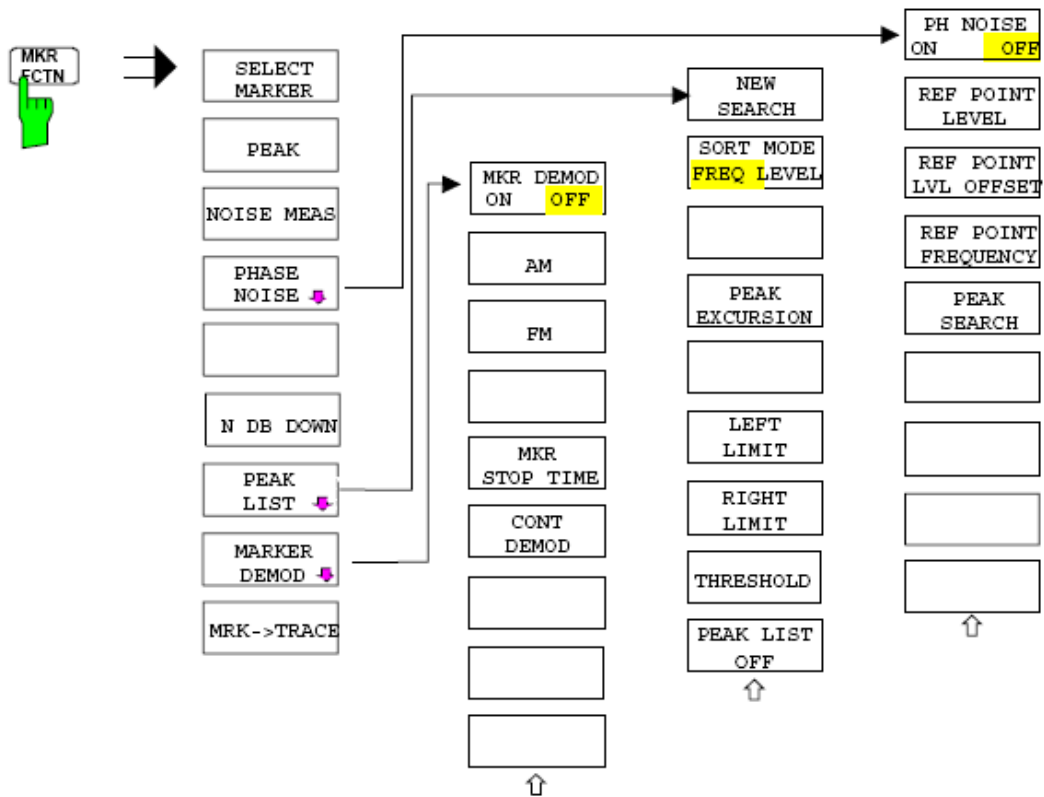 MKR
FCTN
SELECT
MARKER
PEAK
NOISE MEAS
PHASE
NOISE
N DB DOWN
PEAK
LIST
MARKER
DEMOD
MRK->TRACE
MKR DEMOD
ON OFF
AM
FM
MKR
STOP TIME
CONT
DEMOD
NEW
SEARCH
SORT MODE
FREQ LEVEL
PEAK
EXCURSION
LEFT
LIMIT
RIGHT
LIMIT
THRESHOLD
PEAK LIST
OFF
PH NOISE
ON OFF
REF POINT
LEVEL
REF POINT
LVL OFFSET
REF POINT
FREQUENCY
PEAK
SEARCH